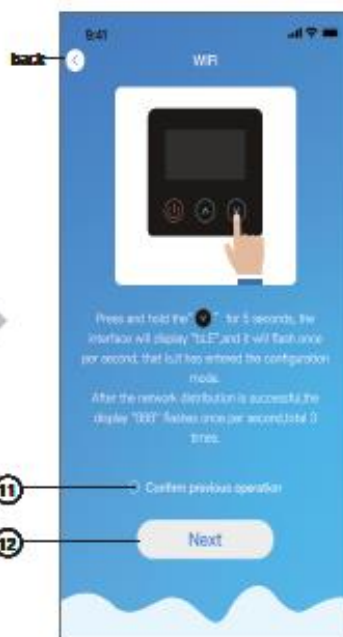 9:41
back
WIFI
Press and hold the" " for 5 seconds, the
interface will display "bLE",and it will flash once
per second, that is,it has entered the configuration
mode.
After the network distribution is successful,the
display "888" flashes once per second,total 3
times.
11
Confirm previous operation
12
Next